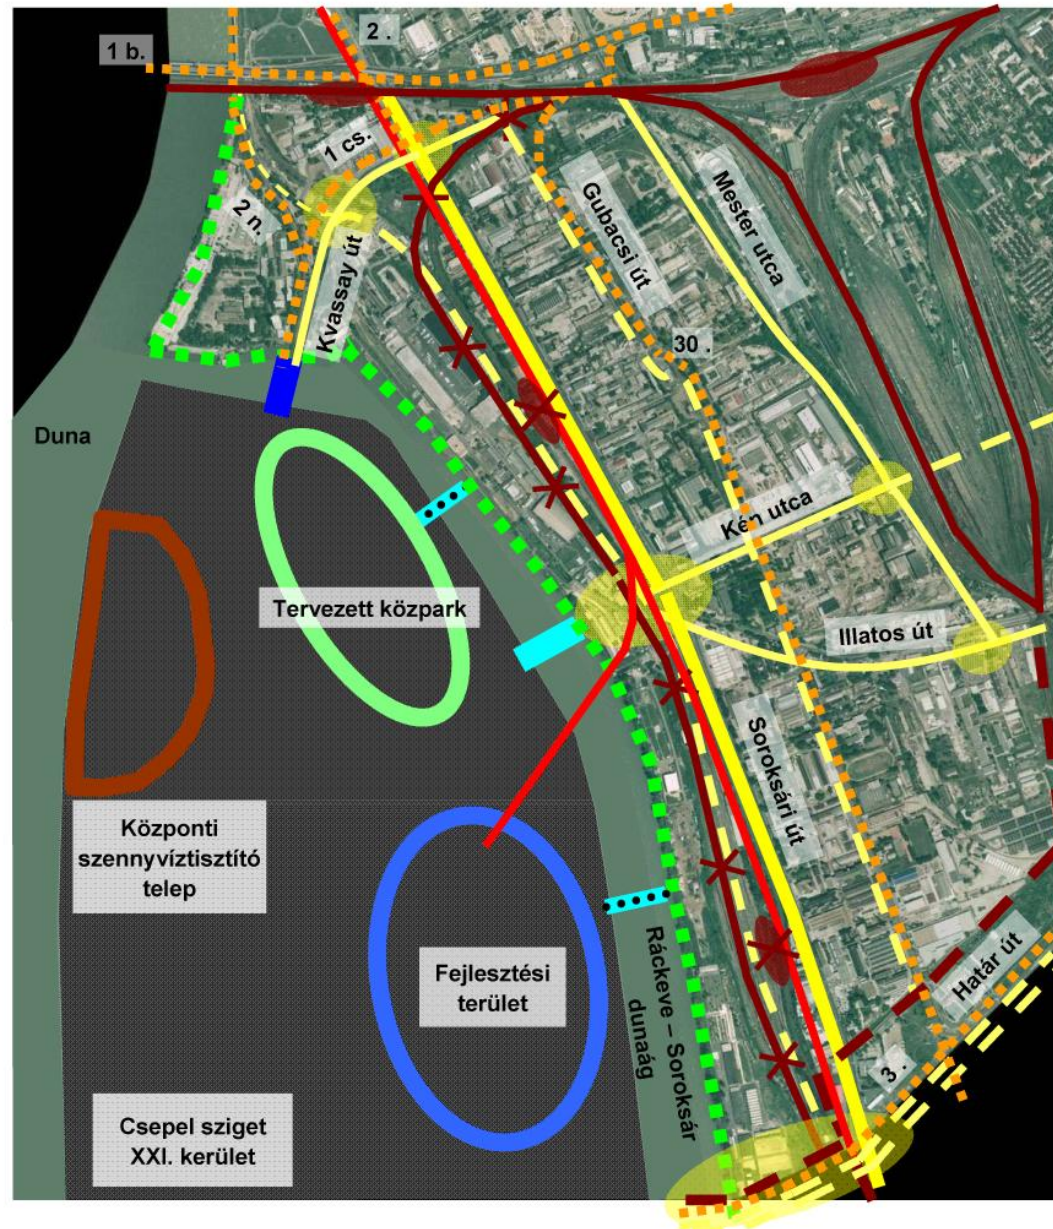 2 .
1 b.
1 cs.
2 n.
Kvassay út
Gubacsi út
Mester utca
30 .
Duna
Kén utca
Tervezett közpark
Illatos út
Soroksári út
Központi
szennyvíztisztító
telep
Fejlesztési
terület
Ráckeve – Soroksár
dunaág
Határ út
3 .
Csepel sziget
XXI. kerület